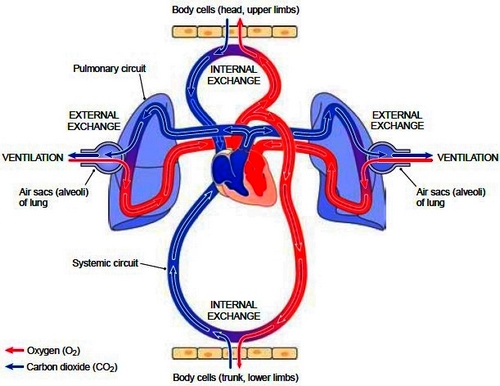 Body cells (head, upper limbs)
INTERNAL
EXCHANGE
Pulmonary circuit
EXTERNAL
EXCHANGE
EXTERNAL
EXCHANGE
VENTILATION
VENTILATION
Air sacs (alveoli)
of lung
Air sacs (alveoli)
of lung
Systemic circuit
INTERNAL
EXCHANGE
Oxygen (O₂)
Carbon dioxide (CO₂)
Body cells (trunk, lower limbs)